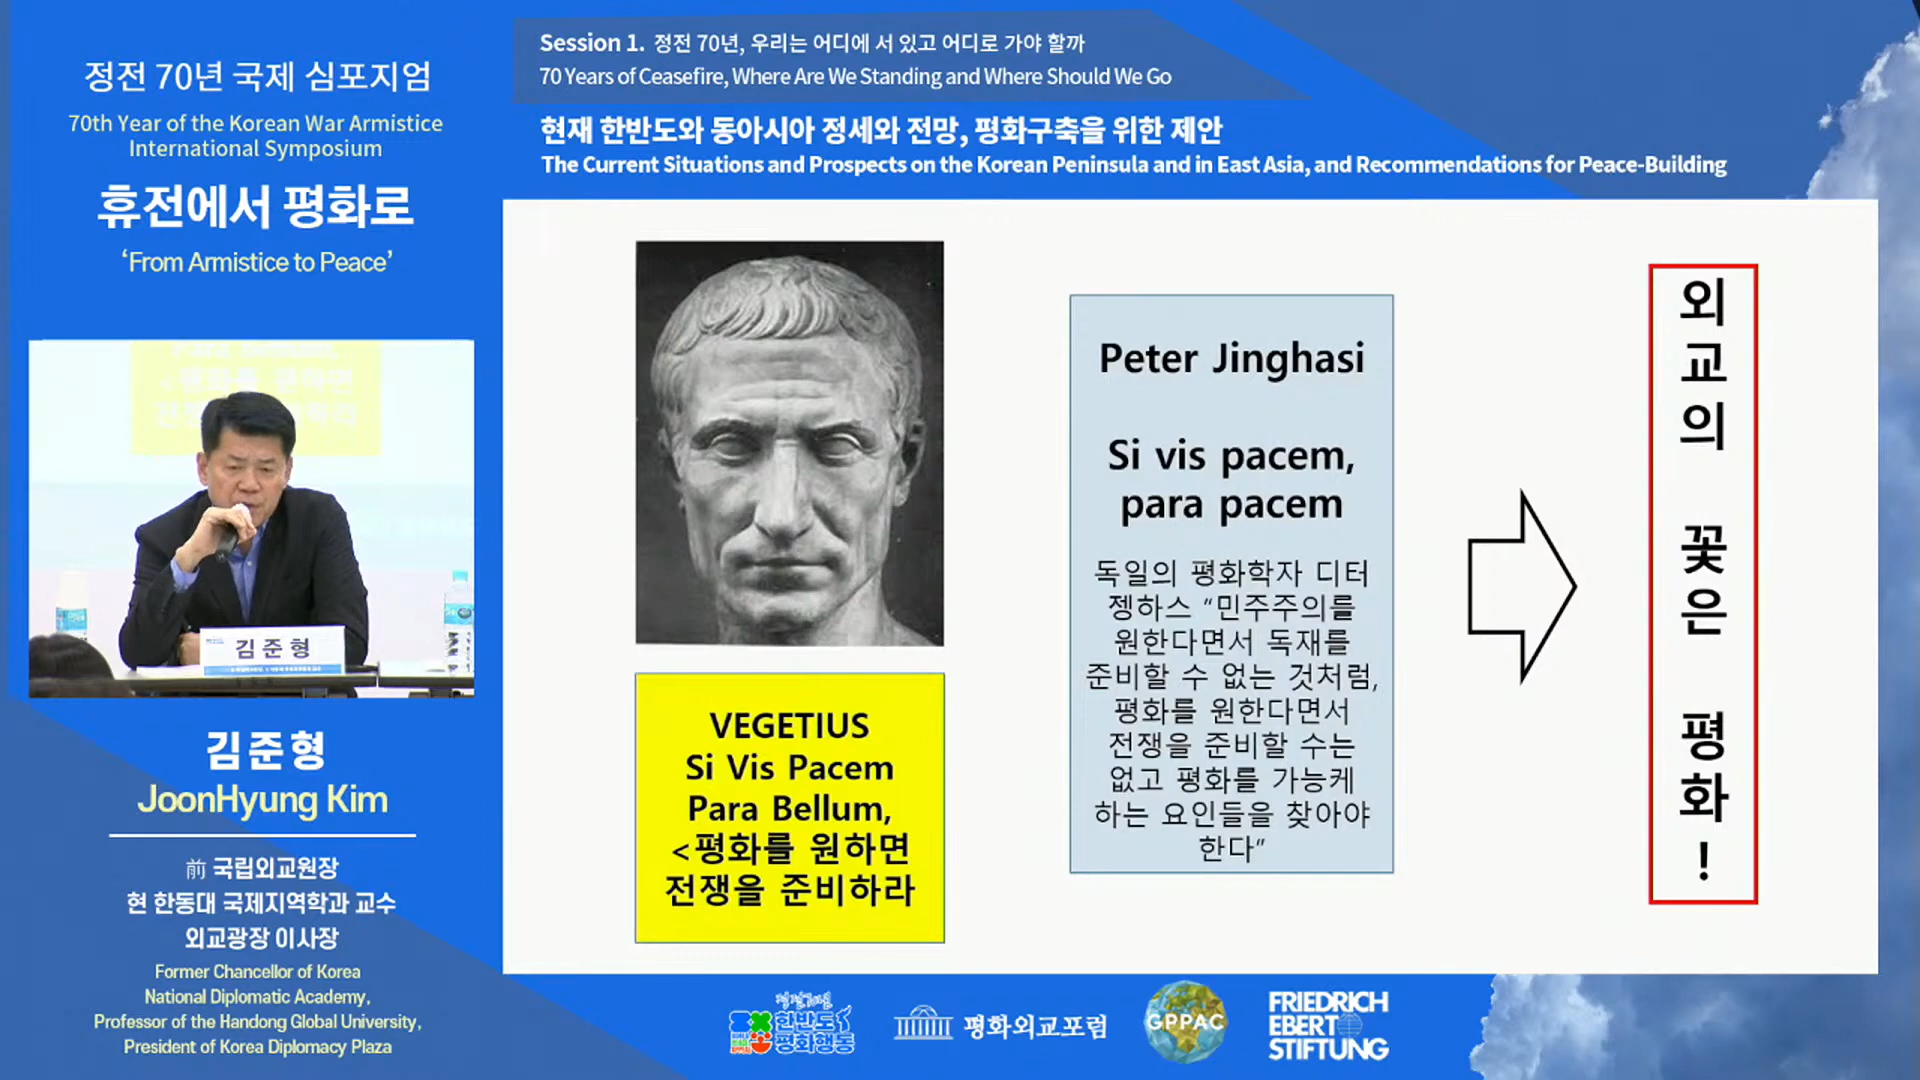 정전 70년 국제 심포지엄
70th Year of the Korean War Armistice
International Symposium
휴전에서 평화로
‘From Armistice to Peace’
Session 1. 정전 70년, 우리는 어디에 서 있고 어디로 가야 할까
70 Years of Ceasefire, Where Are We Standing and Where Should We Go
현재 한반도와 동아시아 정세와 전망, 평화구축을 위한 제안
The Current Situations and Prospects on the Korean Peninsula and in East Asia, and Recommendations for Peace-Building
김준형
김준형
JoonHyung Kim
前 국립외교원장
현 한동대 국제지역학과 교수
외교광장 이사장
Former Chancellor of Korea
National Diplomatic Academy,
Professor of the Handong Global University,
President of Korea Diplomacy Plaza
VEGETIUS
Si Vis Pacem
Para Bellum,
<평화를 원하면
전쟁을 준비하라
Peter Jinghasi
Si vis pacem,
para pacem
독일의 평화학자 디터
젱하스 “민주주의를
원한다면서 독재를
준비할 수 없는 것처럼,
평화를 원한다면서
전쟁을 준비할 수는
없고 평화를 가능케
하는 요인들을 찾아야
한다”
외교의 꽃은 평화!
정전70년
한반도
평화행동
평화외교포럼
GPPAC
FRIEDRICH
EBERT
STIFTUNG